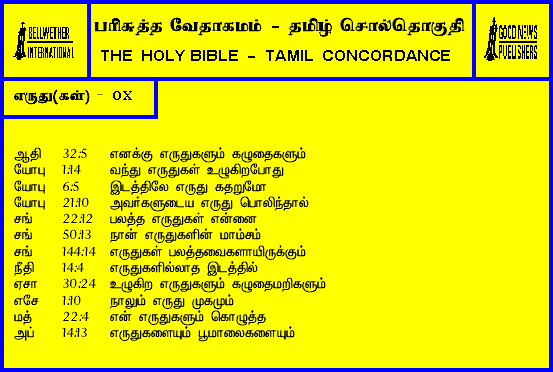 BELLWETHER
INTERNATIONAL
பரிசுத்த வேதாகமம் - தமிழ் சொல்தொகுதி
THE HOLY BIBLE - TAMIL CONCORDANCE
GOOD NEWS
PUBLISHERS
எருது(கள்) - OX
ஆதி 32:5 எனக்கு எருதுகளும் கழுதைகளும்
யோபு 1:14 வந்து எருதுகள் உழுகிறபோது
யோபு 6:5 இடத்திலே எருது கதறுமோ
யோபு 21:10 அவர்களுடைய எருது பொலிந்தால்
சங் 22:12 பலத்த எருதுகள் என்னை
சங் 50:13 நான் எருதுகளின் மாம்சம்
சங் 144:14 எருதுகள் பலத்தவைகளாயிருக்கும்
நீதி 14:4 எருதுகளில்லாத இடத்தில்
ஏசா 30:24 உழுகிற எருதுகளும் கழுதைமறிகளும்
எசே 1:10 நாலும் எருது முகமும்
மத் 22:4 என் எருதுகளும் கொழுத்த
அப் 14:13 எருதுகளையும் பூமாலைகளையும்